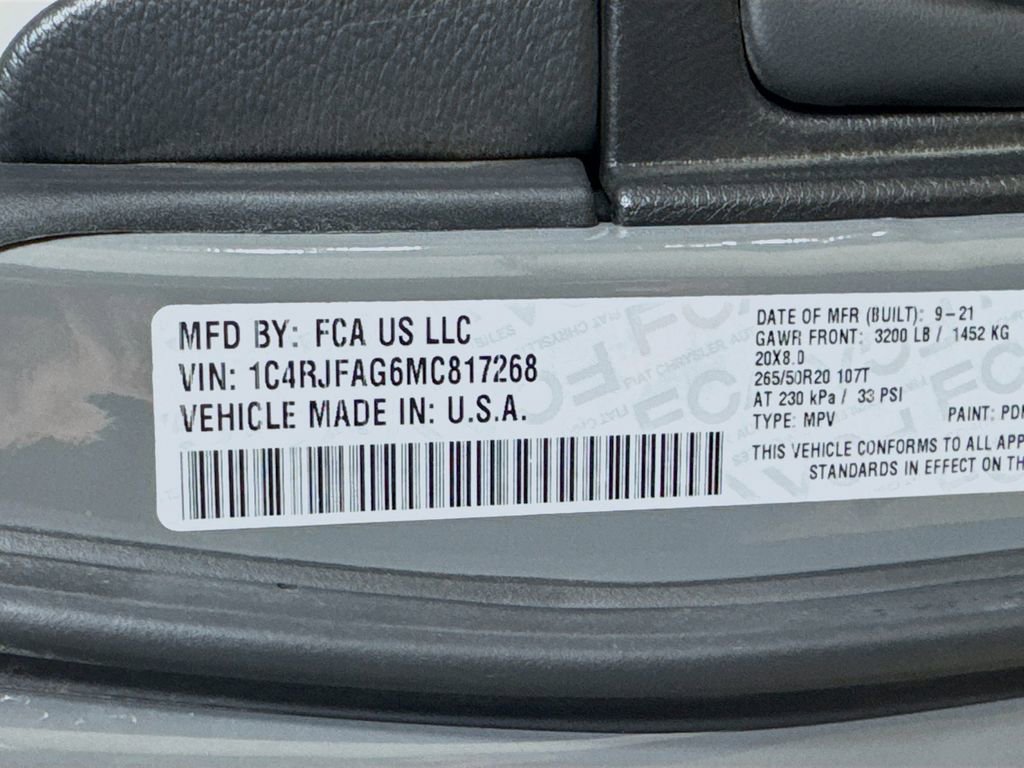 MFD BY: FCA US LLC
VIN: 1C4RJFAG6MC817268
VEHICLE MADE IN: U.S.A.
DATE OF MFR (BUILT): 9-21
GAWR FRONT: 3200 LB / 1452 KG
20X8.0
265/50R20 107T
AT 230 kPa / 33 PSI
TYPE: MPV PAINT:
THIS VEHICLE CONFORMS TO ALL
STANDARDS IN EFFECT ON